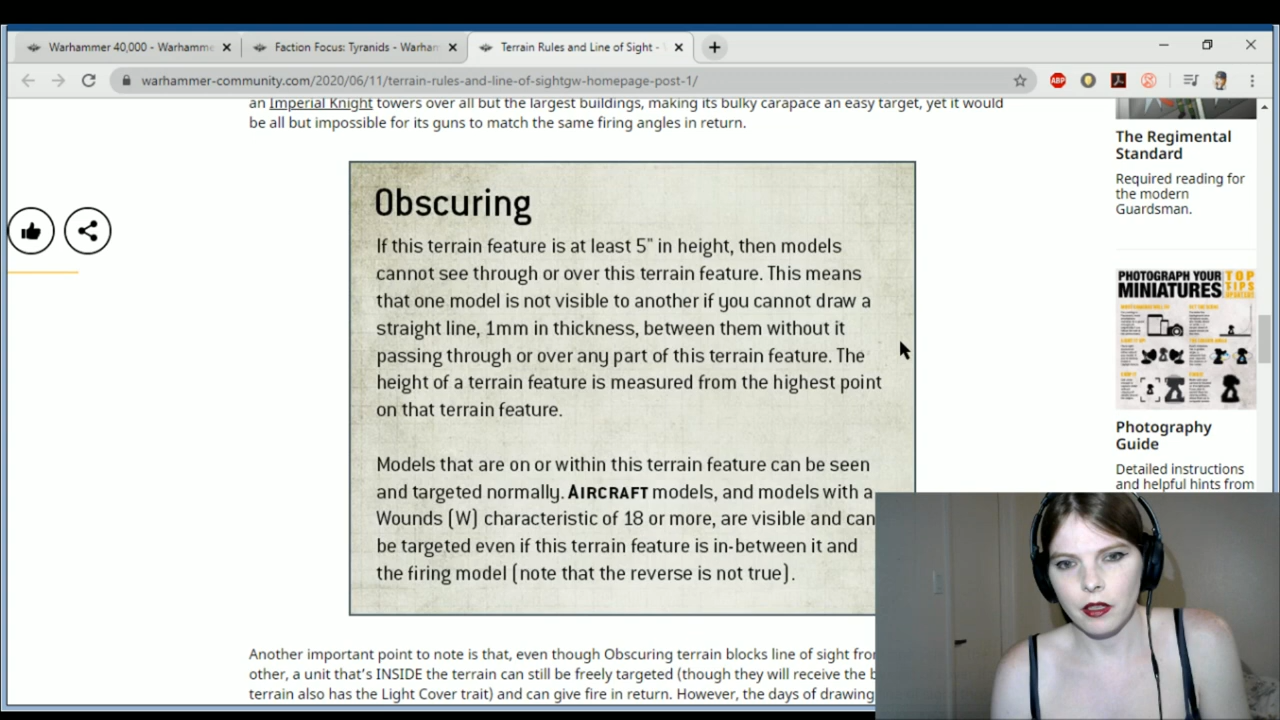 Warhammer 40,000 - Warhamme
Faction Focus: Tyranids - Warham
Terrain Rules and Line of Sight -
warhammer-community.com/2020/06/11/terrain-rules-and-line-of-sightgw-homepage-post-1/
ABP
an Imperial Knight towers over all but the largest buildings, making its bulky carapace an easy target, yet it would
be all but impossible for its guns to match the same firing angles in return.
Obscuring
If this terrain feature is at least 5" in height, then models
cannot see through or over this terrain feature. This means
that one model is not visible to another if you cannot draw a
straight line, 1mm in thickness, between them without it
passing through or over any part of this terrain feature. The
height of a terrain feature is measured from the highest point
on that terrain feature.
Models that are on or within this terrain feature can be seen
and targeted normally. AIRCRAFT models, and models with a
Wounds (W) characteristic of 18 or more, are visible and can
be targeted even if this terrain feature is in-between it and
the firing model (note that the reverse is not true).
Another important point to note is that, even though Obscuring terrain blocks line of sight fro
other, a unit that's INSIDE the terrain can still be freely targeted (though they will receive the b
terrain also has the Light Cover trait) and can give fire in return. However, the days of drawing
The Regimental
Standard
Required reading for
the modern
Guardsman.
PHOTOGRAPH YOUR
MINIATURES
TOP
TIPS
Photography
Guide
Detailed instructions
and helpful hints from